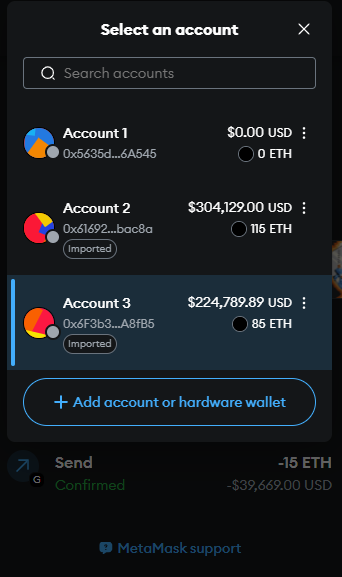 Select an account
Search accounts
Account 1
$0.00 USD
0x5635d...6A545
0 ETH
Account 2
$304,129.00 USD
0x61692...bac8a
115 ETH
Imported
Account 3
$224,789.89 USD
0x6F3b3...A8fB5
85 ETH
Imported
+ Add account or hardware wallet
Send
-15 ETH
G
Confirmed
-$39,669.00 USD
MetaMask support